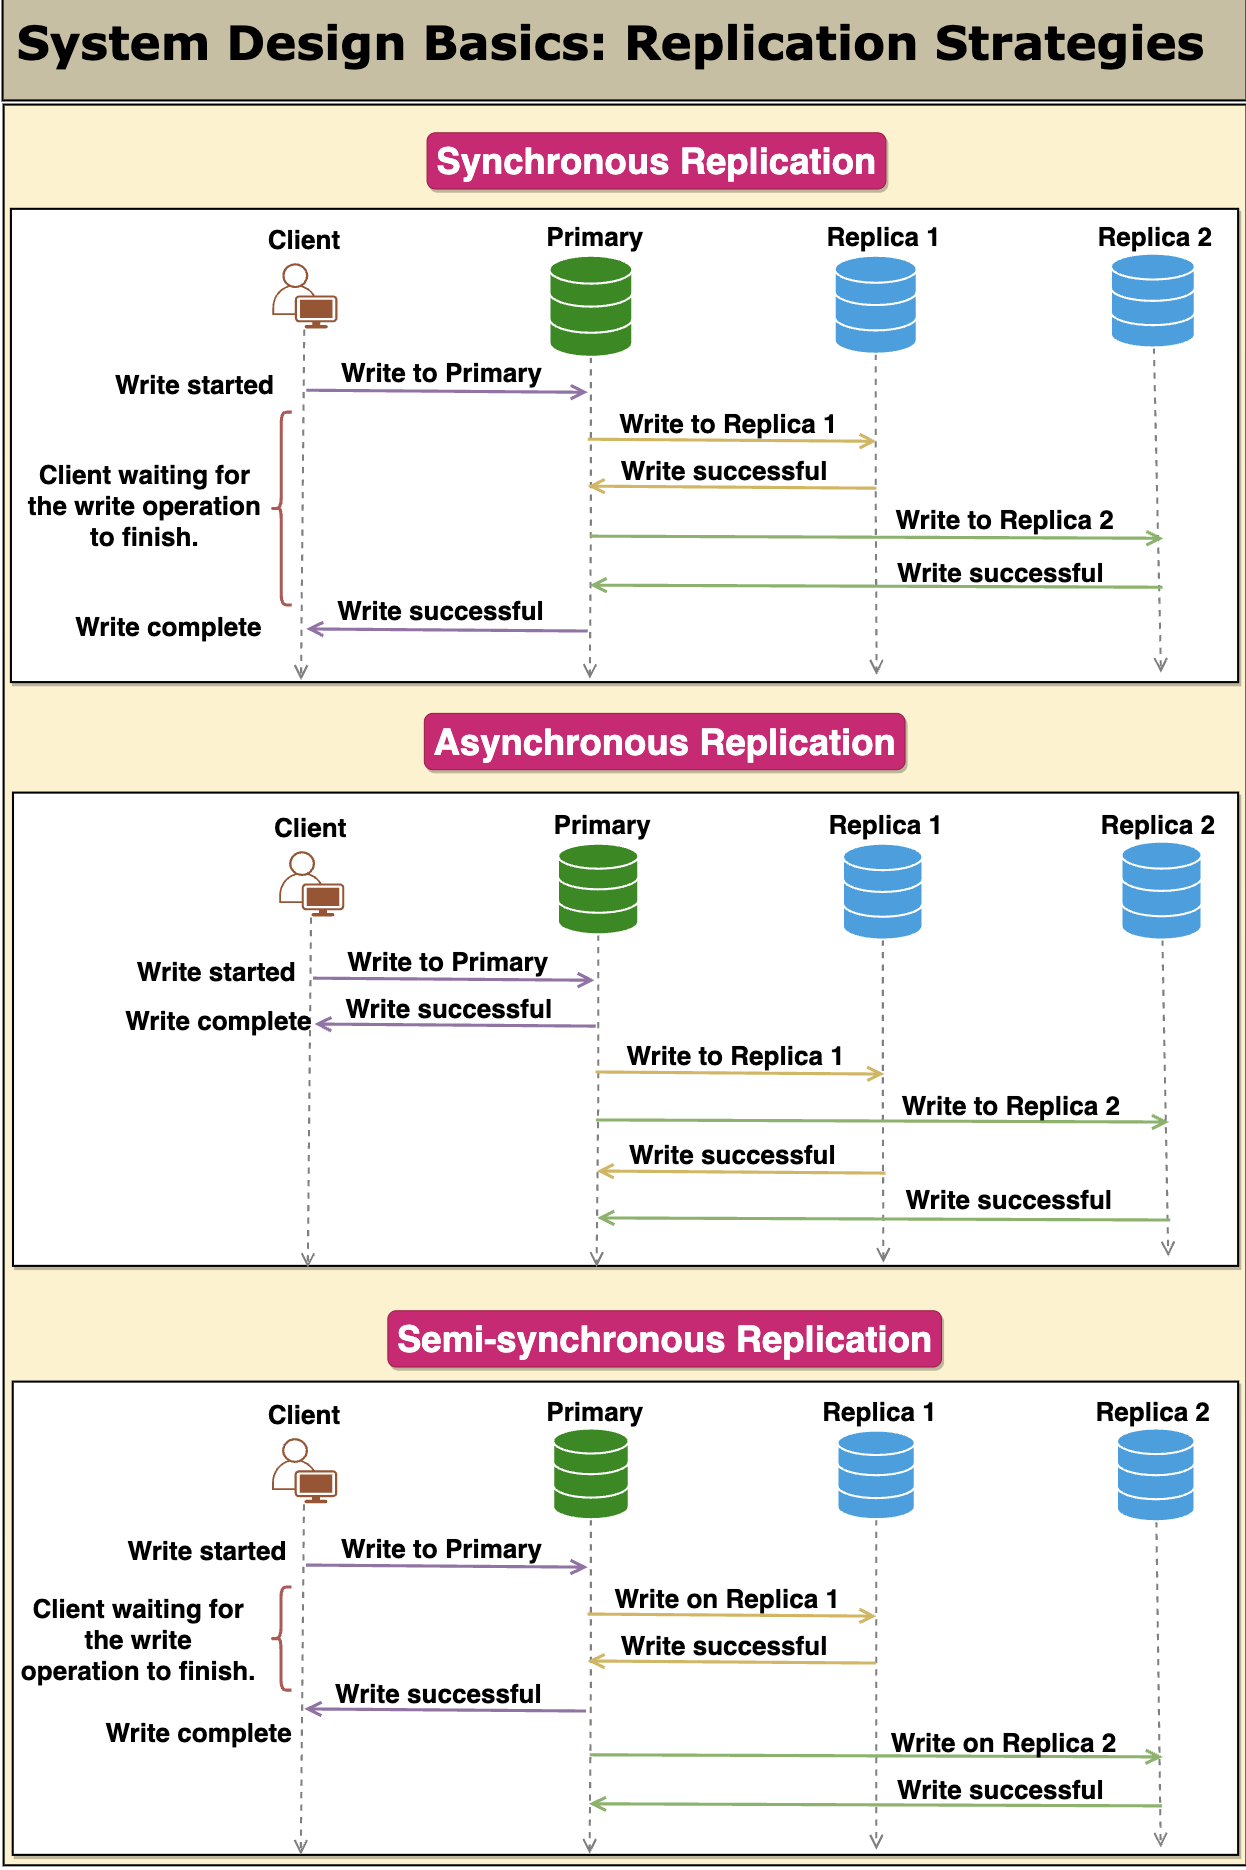 System Design Basics: Replication Strategies
Synchronous Replication
Client
Primary
Replica 1
Replica 2
Write started
Write to Primary
Write to Replica 1
Client waiting for
the write operation
to finish.
Write successful
Write to Replica 2
Write successful
Write successful
Write complete
Asynchronous Replication
Client
Primary
Replica 1
Replica 2
Write started
Write to Primary
Write complete
Write successful
Write to Replica 1
Write to Replica 2
Write successful
Write successful
Semi-synchronous Replication
Client
Primary
Replica 1
Replica 2
Write started
Write to Primary
Write on Replica 1
Client waiting for
the write
operation to finish.
Write successful
Write successful
Write complete
Write on Replica 2
Write successful